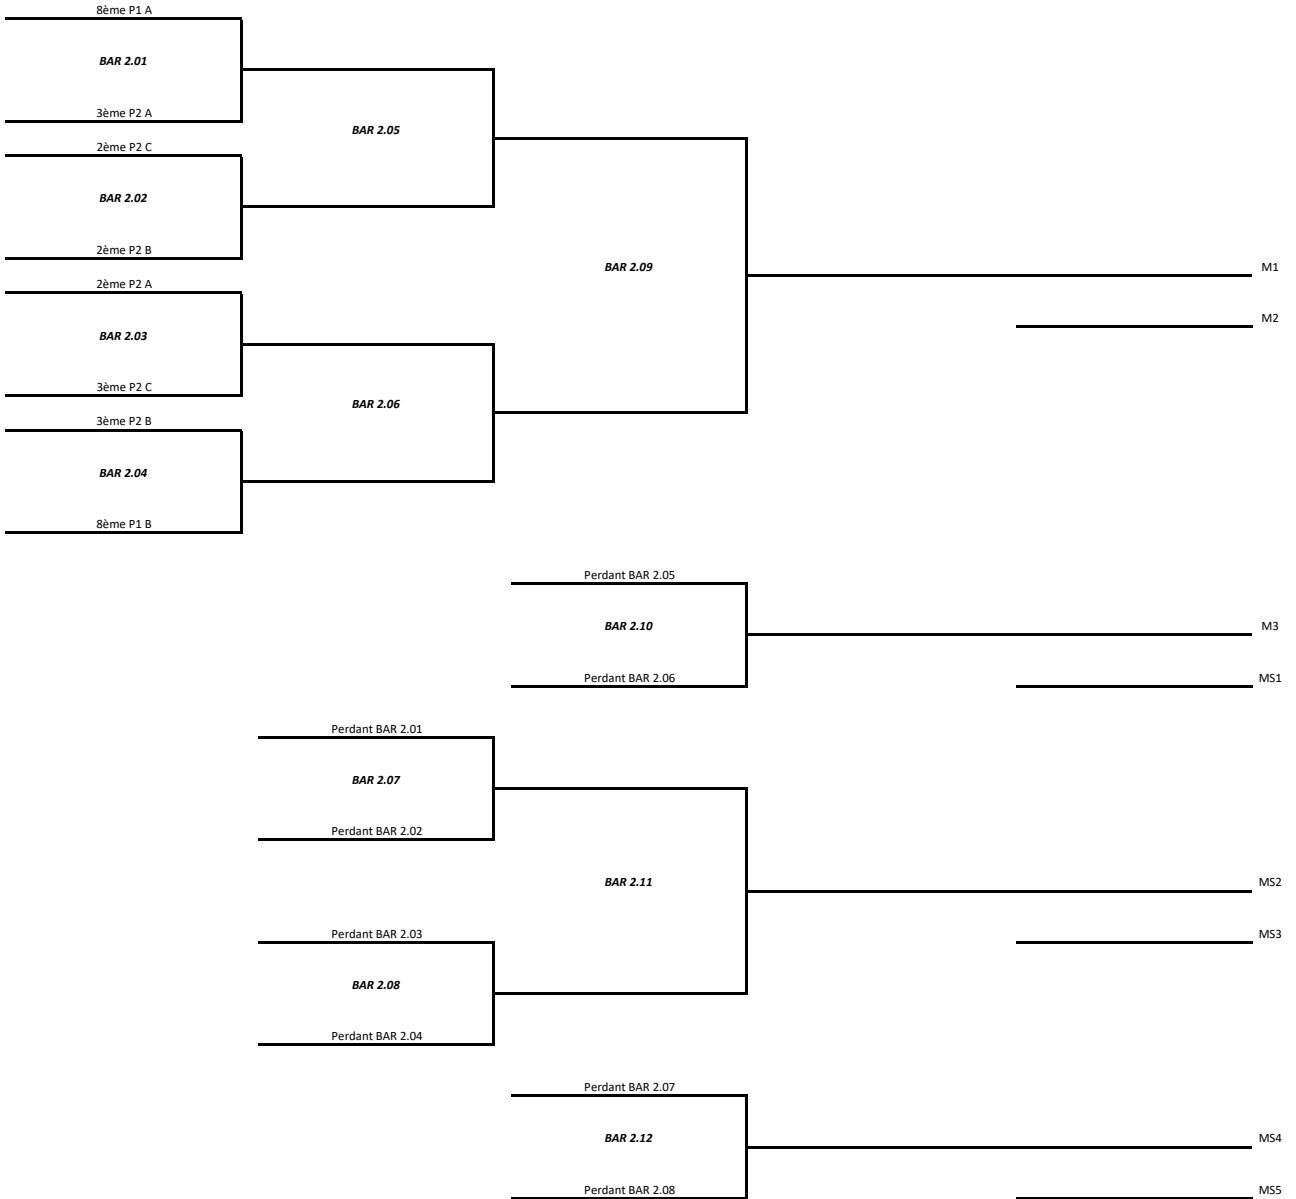 8ème P1 A
BAR 2.01
3ème P2 A
BAR 2.05
2ème P2 C
BAR 2.02
2ème P2 B
BAR 2.09
M1
2ème P2 A
M2
BAR 2.03
3ème P2 C
BAR 2.06
3ème P2 B
BAR 2.04
8ème P1 B
Perdant BAR 2.05
BAR 2.10
M3
Perdant BAR 2.06
MS1
Perdant BAR 2.01
BAR 2.07
Perdant BAR 2.02
BAR 2.11
MS2
Perdant BAR 2.03
MS3
BAR 2.08
Perdant BAR 2.04
Perdant BAR 2.07
BAR 2.12
MS4
Perdant BAR 2.08
MS5